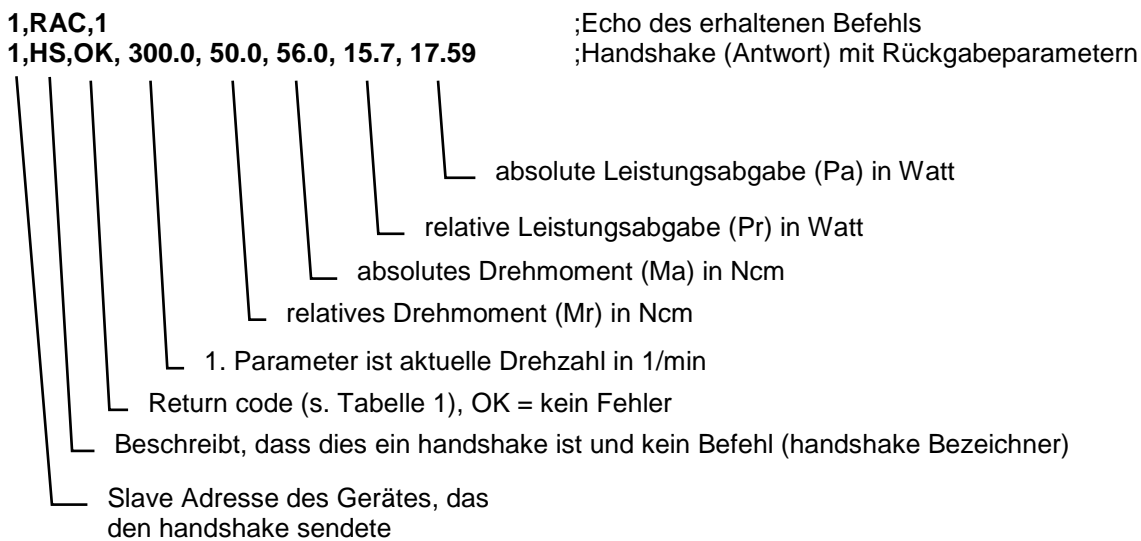 1,RAC,1 ;Echo des erhaltenen Befehls
1,HS,OK, 300.0, 50.0, 56.0, 15.7, 17.59 ;Handshake (Antwort) mit Rückgabeparametern
absolute Leistungsabgabe (Pa) in Watt
relative Leistungsabgabe (Pr) in Watt
absolutes Drehmoment (Ma) in Ncm
relatives Drehmoment (Mr) in Ncm
1. Parameter ist aktuelle Drehzahl in 1/min
Return code (s. Tabelle 1), OK = kein Fehler
Beschreibt, dass dies ein handshake ist und kein Befehl (handshake Bezeichner)
Slave Adresse des Gerätes, das
den handshake sendete